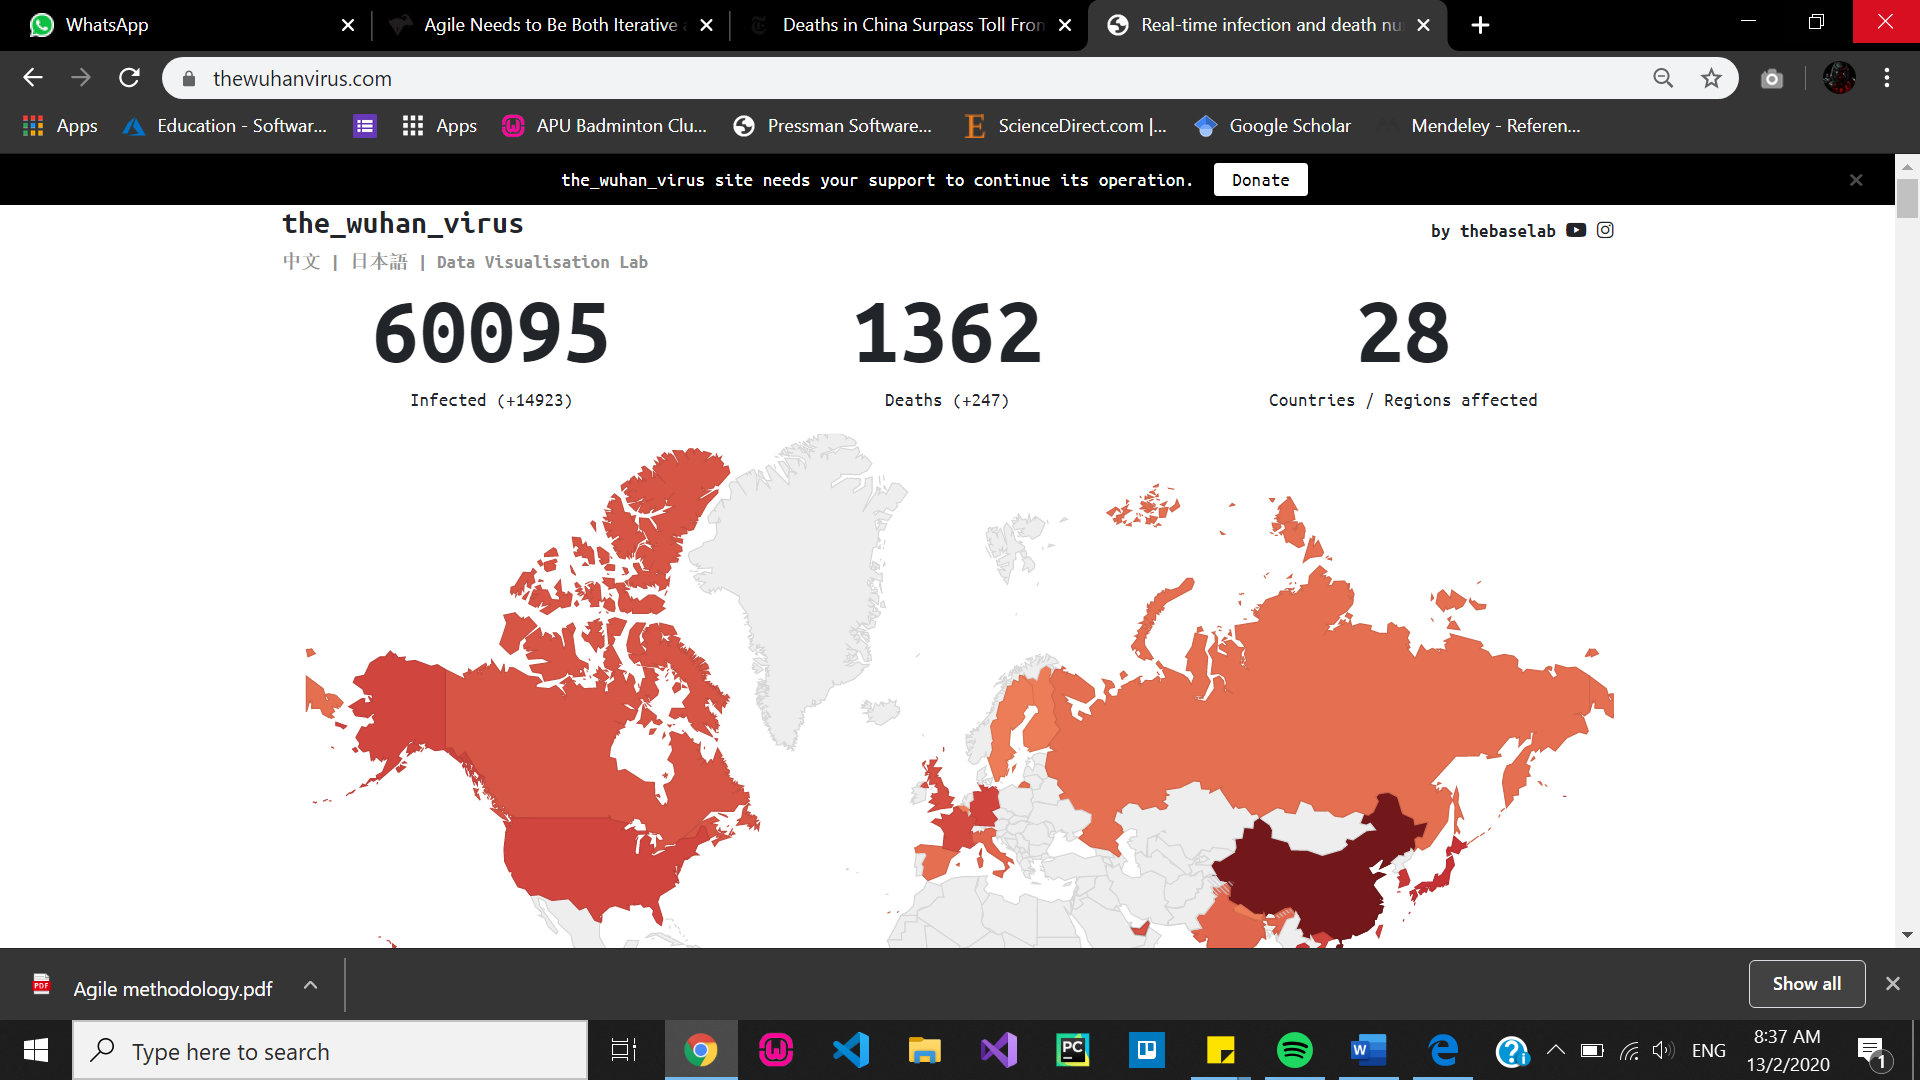 WhatsApp
Agile Needs to Be Both Iterative
Deaths in China Surpass Toll From
Real-time infection and death nu
thewuhanvirus.com
Apps
Education - Softwar...
Apps
APU Badminton Clu...
Pressman Software...
ScienceDirect.com |...
Google Scholar
Mendeley - Referen...
the_wuhan_virus site needs your support to continue its operation.
Donate
the_wuhan_virus
by thebaselab
中文 | 日本語 | Data Visualisation Lab
60095
1362
28
Infected (+14923)
Deaths (+247)
Countries / Regions affected
PDF
Agile methodology.pdf
Show all
Type here to search
PC
W
ENG
8:37 AM
13/2/2020
1